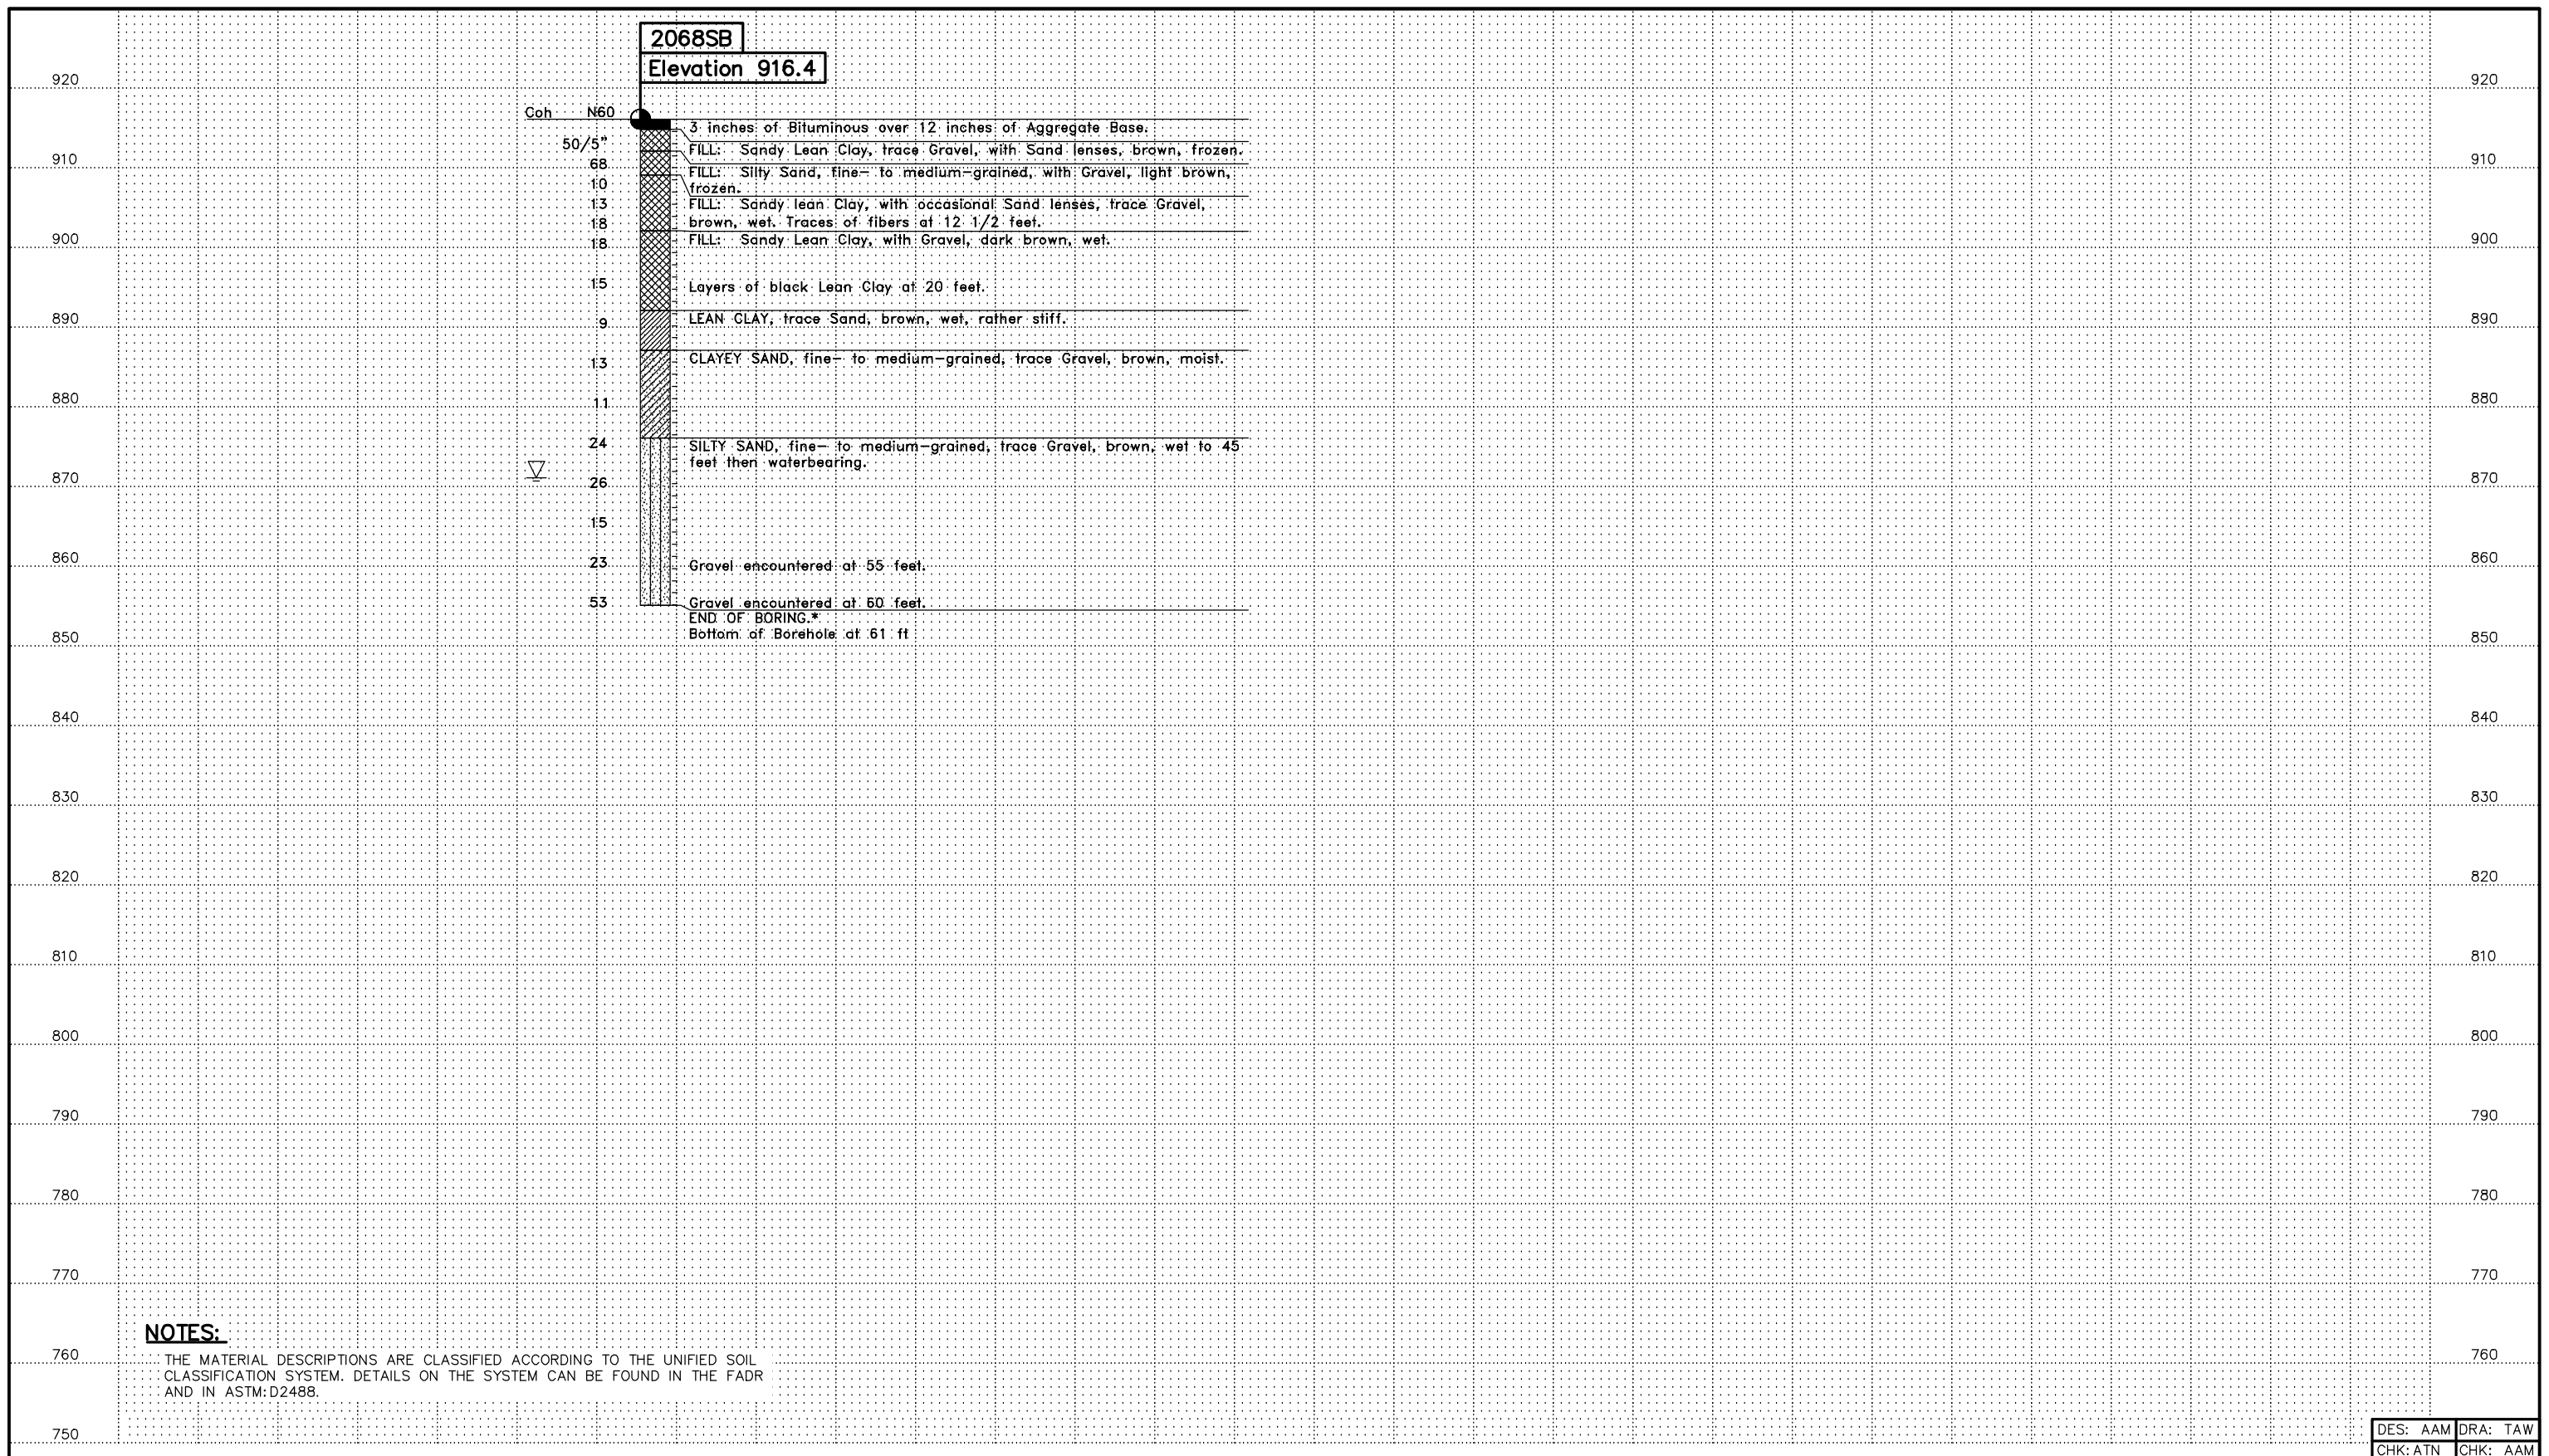 2068SB
Elevation 916.4
920 920
Coh N60
3 inches of Bituminous over 12 inches of Aggregate Base.
50/5"
FILL: Sandy Lean Clay, trace Gravel, with Sand lenses, brown, frozen.
910 910
68
FILL: Silty Sand, fine- to medium-grained, with Gravel, light brown,
10
frozen.
13
FILL: Sandy lean Clay, with occasional Sand lenses, trace Gravel,
18
brown, wet. Traces of fibers at 12 1/2 feet.
900 900
18
FILL: Sandy Lean Clay, with Gravel, dark brown, wet.
15
Layers of black Lean Clay at 20 feet.
890 890
9
LEAN CLAY, trace Sand, brown, wet, rather stiff.
13
CLAYEY SAND, fine- to medium-grained, trace Gravel, brown, moist.
880 880
11
24
SILTY SAND, fine- to medium-grained, trace Gravel, brown, wet to 45
feet then waterbearing.
870 870
26
15
860 860
23
Gravel encountered at 55 feet.
53
Gravel encountered at 60 feet.
END OF BORING.*
Bottom of Borehole at 61 ft
850 850
840 840
830 830
820 820
810 810
800 800
790 790
780 780
770 770
NOTES:
760 760
THE MATERIAL DESCRIPTIONS ARE CLASSIFIED ACCORDING TO THE UNIFIED SOIL
CLASSIFICATION SYSTEM. DETAILS ON THE SYSTEM CAN BE FOUND IN THE FADR
AND IN ASTM:D2488.
750
DES: AAM DRA: TAW
CHK: ATN CHK: AAM